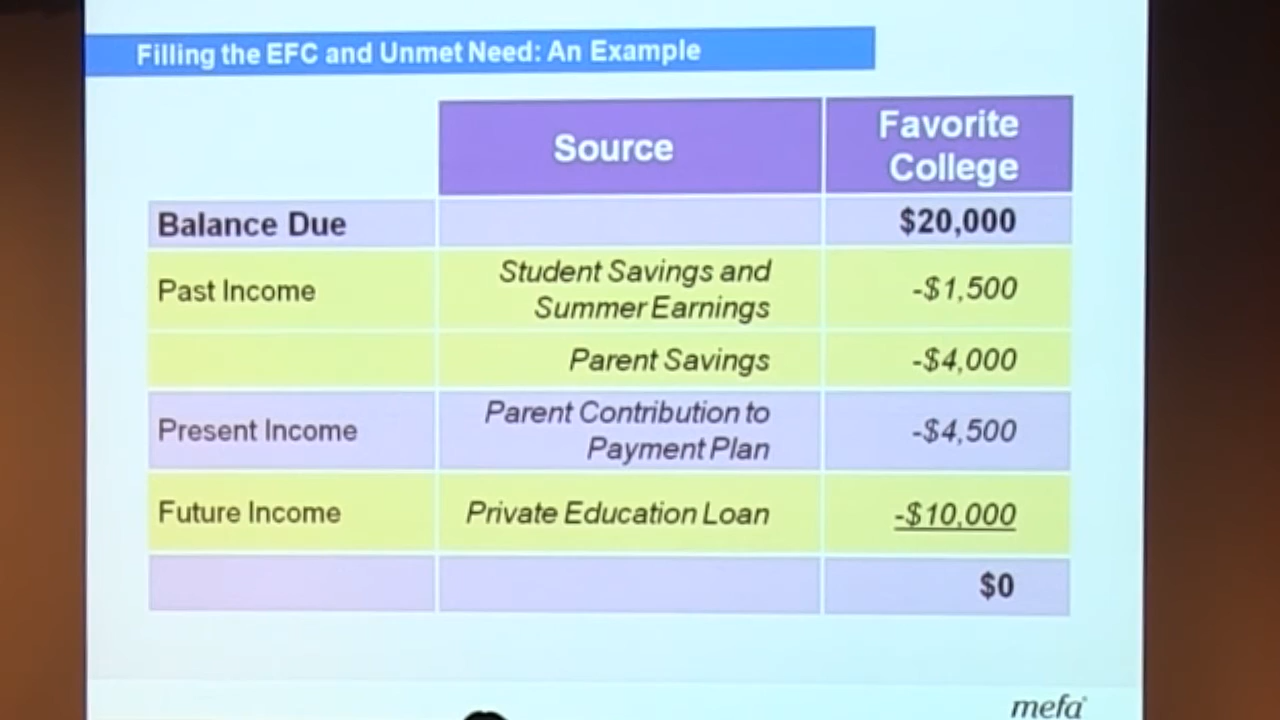 Filling the EFC and Unmet Need: An Example
Source
Favorite
College
Balance Due
$20,000
Past Income
Student Savings and
Summer Earnings
-$1,500
Parent Savings
-$4,000
Present Income
Parent Contribution to
Payment Plan
-$4,500
Future Income
Private Education Loan
-$10,000
$0
mefa